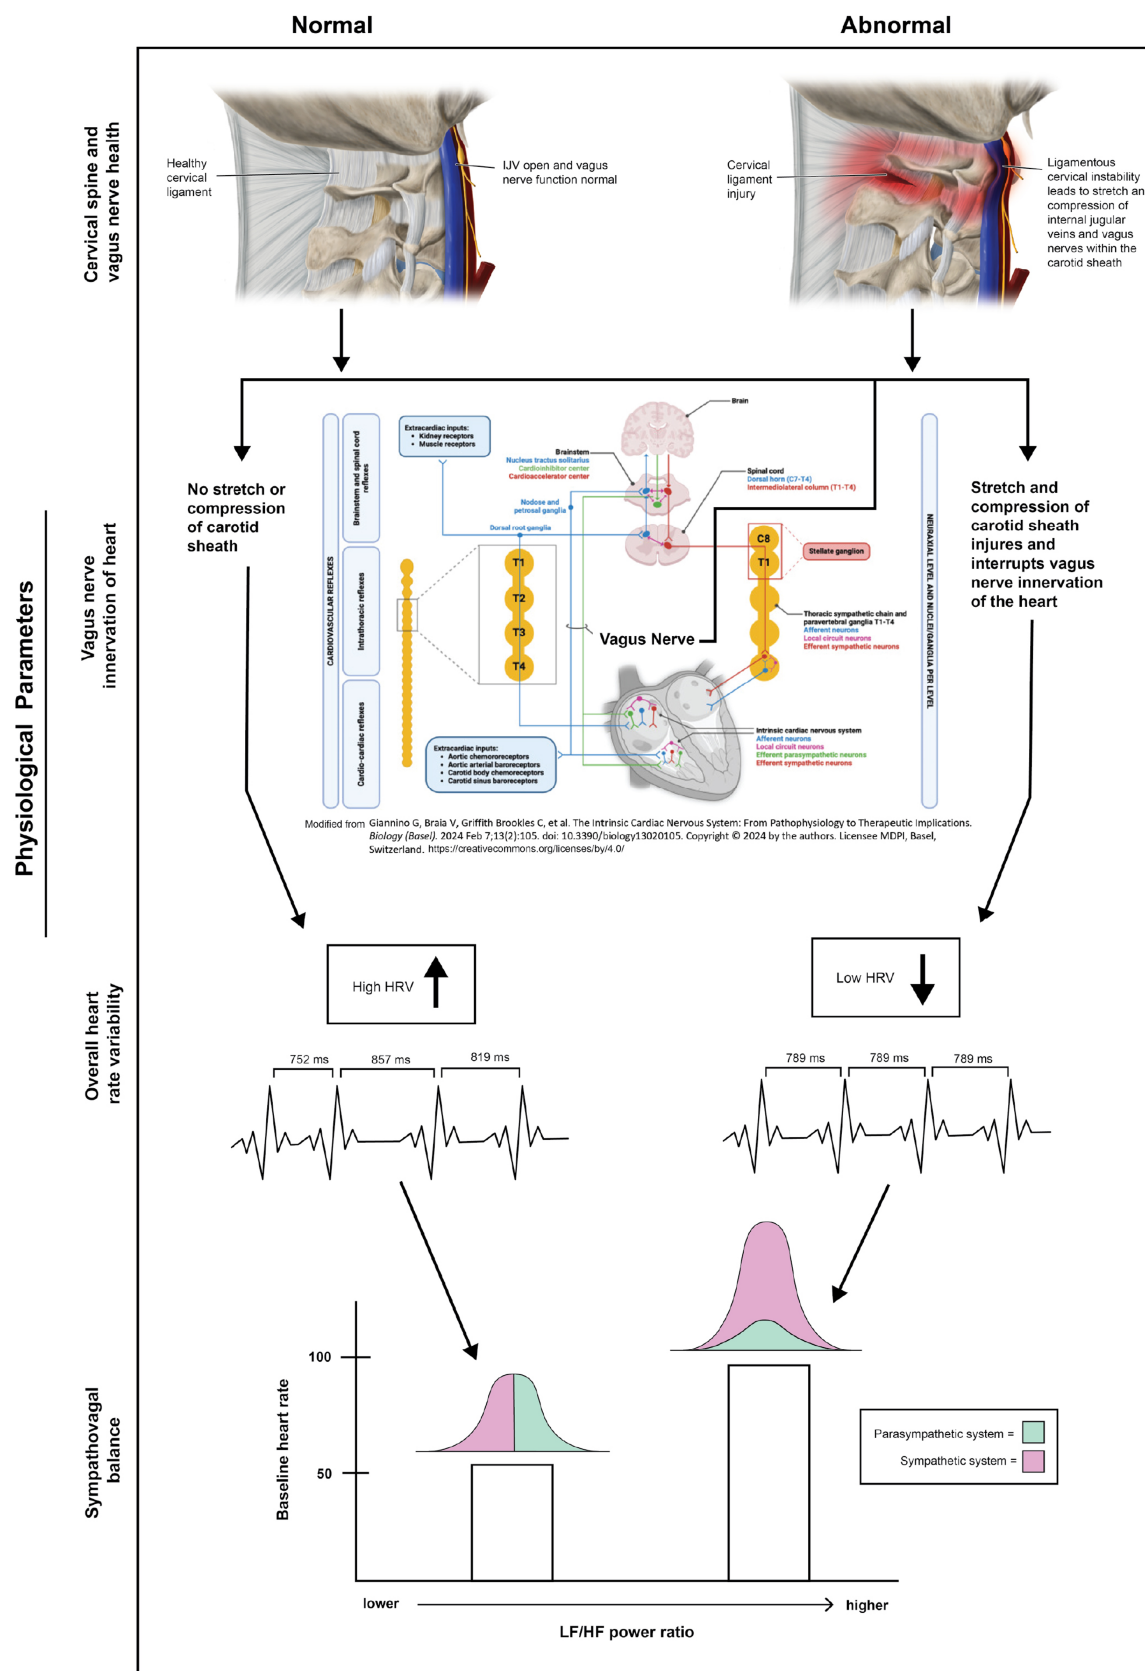 Normal
Abnormal
Physiological Parameters
Cervical spine and
vagus nerve health
Healthy
cervical
ligament
IJV open and vagus
nerve function normal
Cervical
ligament
injury
Ligamentous
cervical instability
leads to stretch an
compression of
internal jugular
veins and vagus
nerves within the
carotid sheath
Vagus nerve
innervation of heart
No stretch or
compression
of carotid
sheath
Stretch and
compression of
carotid sheath
injures and
interrupts vagus
nerve innervation
of the heart
CARDIOVASCULAR REFLEXES
Brainstem and spinal cord
reflexes
Intrathoracic reflexes
Cardio-cardiac reflexes
Extracardiac inputs:
• Kidney receptors
• Muscle receptors
Brain
Brainstem
Nucleus tractus solitarius
Cardioinhibitor center
Cardioaccelerator center
Spinal cord
Dorsal horn (C7-T4)
Intermediolateral column (T1-T4)
Nodose and
petrosal ganglia
Dorsal root ganglia
T1
T2
T3
T4
C8
T1
Stellate ganglion
Vagus Nerve
Thoracic sympathetic chain and
paravertebral ganglia T1-T4
Afferent neurons
Local circuit neurons
Efferent sympathetic neurons
Intrinsic cardiac nervous system
Afferent neurons
Local circuit neurons
Efferent parasympathetic neurons
Efferent sympathetic neurons
Extracardiac inputs:
• Aortic chemororeceptors
• Aortic arterial baroreceptors
• Carotid body chemoreceptors
• Carotid sinus baroreceptors
NEURAXIAL LEVEL AND NUCLEI/GANGLIA PER LEVEL
Modified from Giannino G, Braia V, Griffith Brookles C, et al. The Intrinsic Cardiac Nervous System: From Pathophysiology to Therapeutic Implications.
Biology (Basel). 2024 Feb 7;13(2):105. doi: 10.3390/biology13020105. Copyright © 2024 by the authors. Licensee MDPI, Basel,
Switzerland. https://creativecommons.org/licenses/by/4.0/
Overall heart
rate variability
High HRV
Low HRV
752 ms
857 ms
819 ms
789 ms
789 ms
789 ms
Sympathovagal
balance
Baseline heart rate
100
50
Parasympathetic system =
Sympathetic system =
lower
higher
LF/HF power ratio